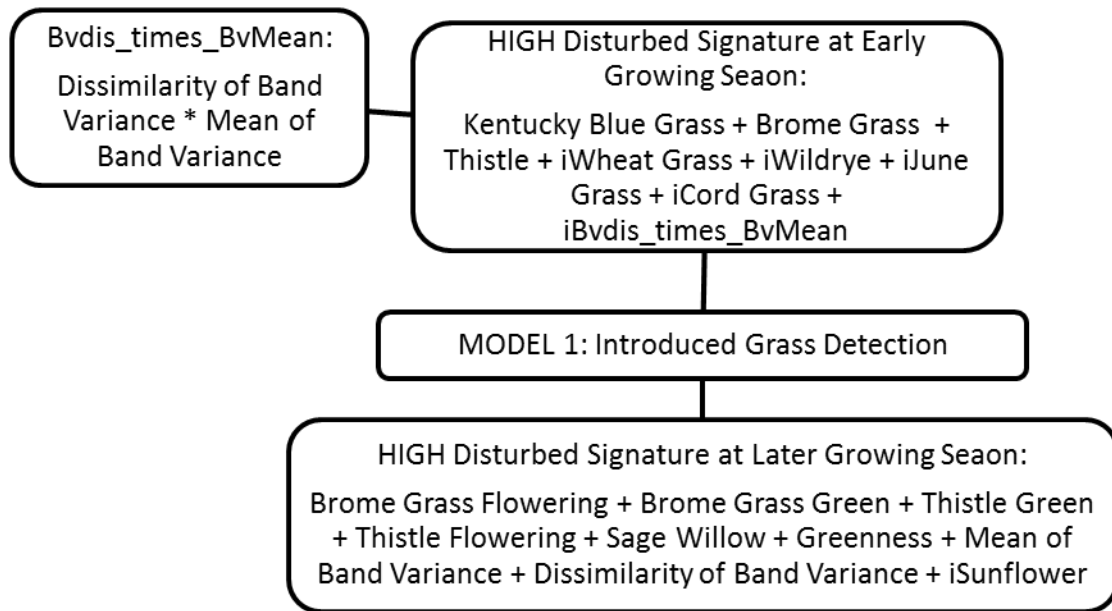 Bvdis_times_BvMean:
Dissimilarity of Band
Variance * Mean of
Band Variance
HIGH Disturbed Signature at Early
Growing Seaon:
Kentucky Blue Grass + Brome Grass +
Thistle + iWheat Grass + iWildrye + iJune
Grass + iCord Grass +
iBvdis_times_BvMean
MODEL 1: Introduced Grass Detection
HIGH Disturbed Signature at Later Growing Seaon:
Brome Grass Flowering + Brome Grass Green + Thistle Green
+ Thistle Flowering + Sage Willow + Greenness + Mean of
Band Variance + Dissimilarity of Band Variance + iSunflower